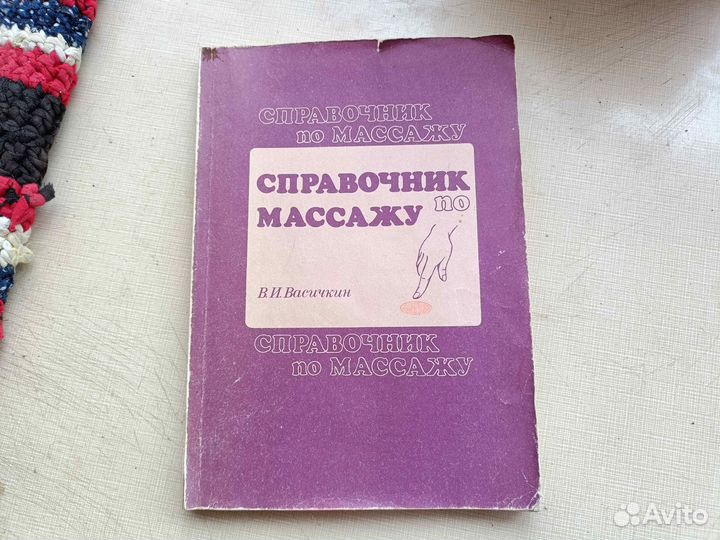 СПРАВОЧНИК
по МАССАЖУ
СПРАВОЧНИК
по
МАССАЖУ
В.И.Васичкин
СПРАВОЧНИК
по МАССАЖУ
Avito